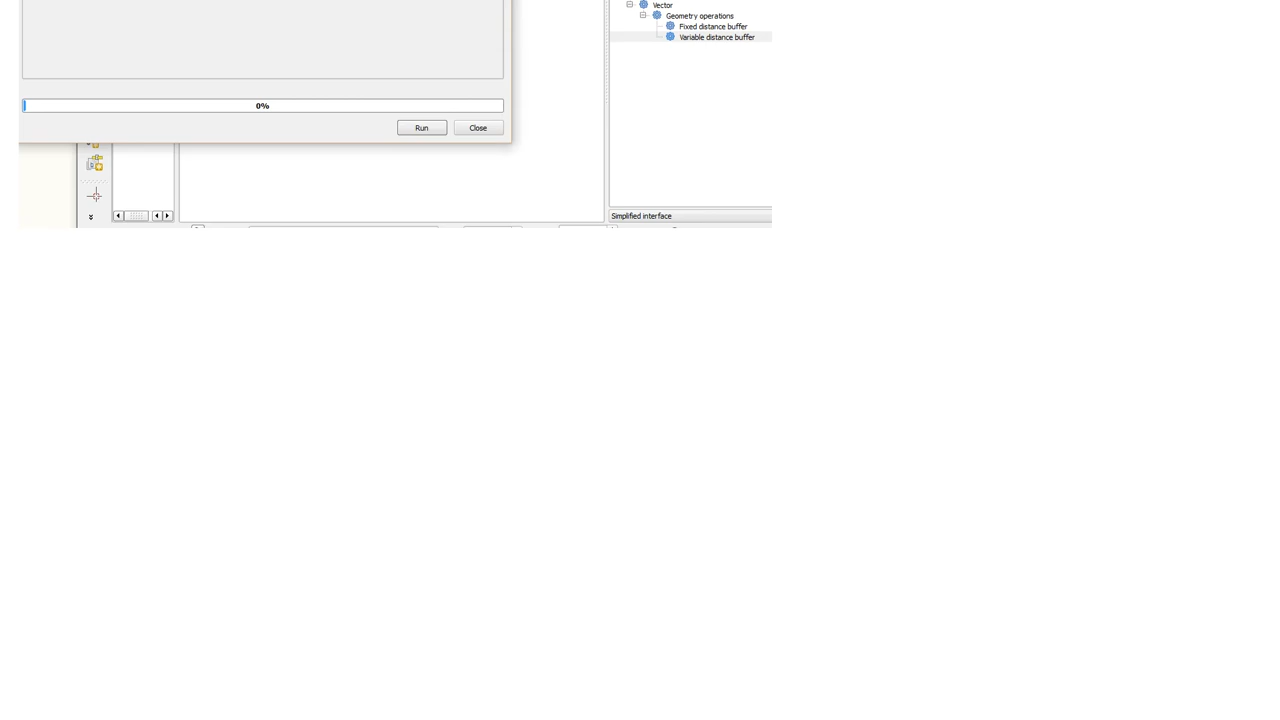 Vector
Geometry operations
Fixed distance buffer
Variable distance buffer
0%
Run
Close
Simplified interface